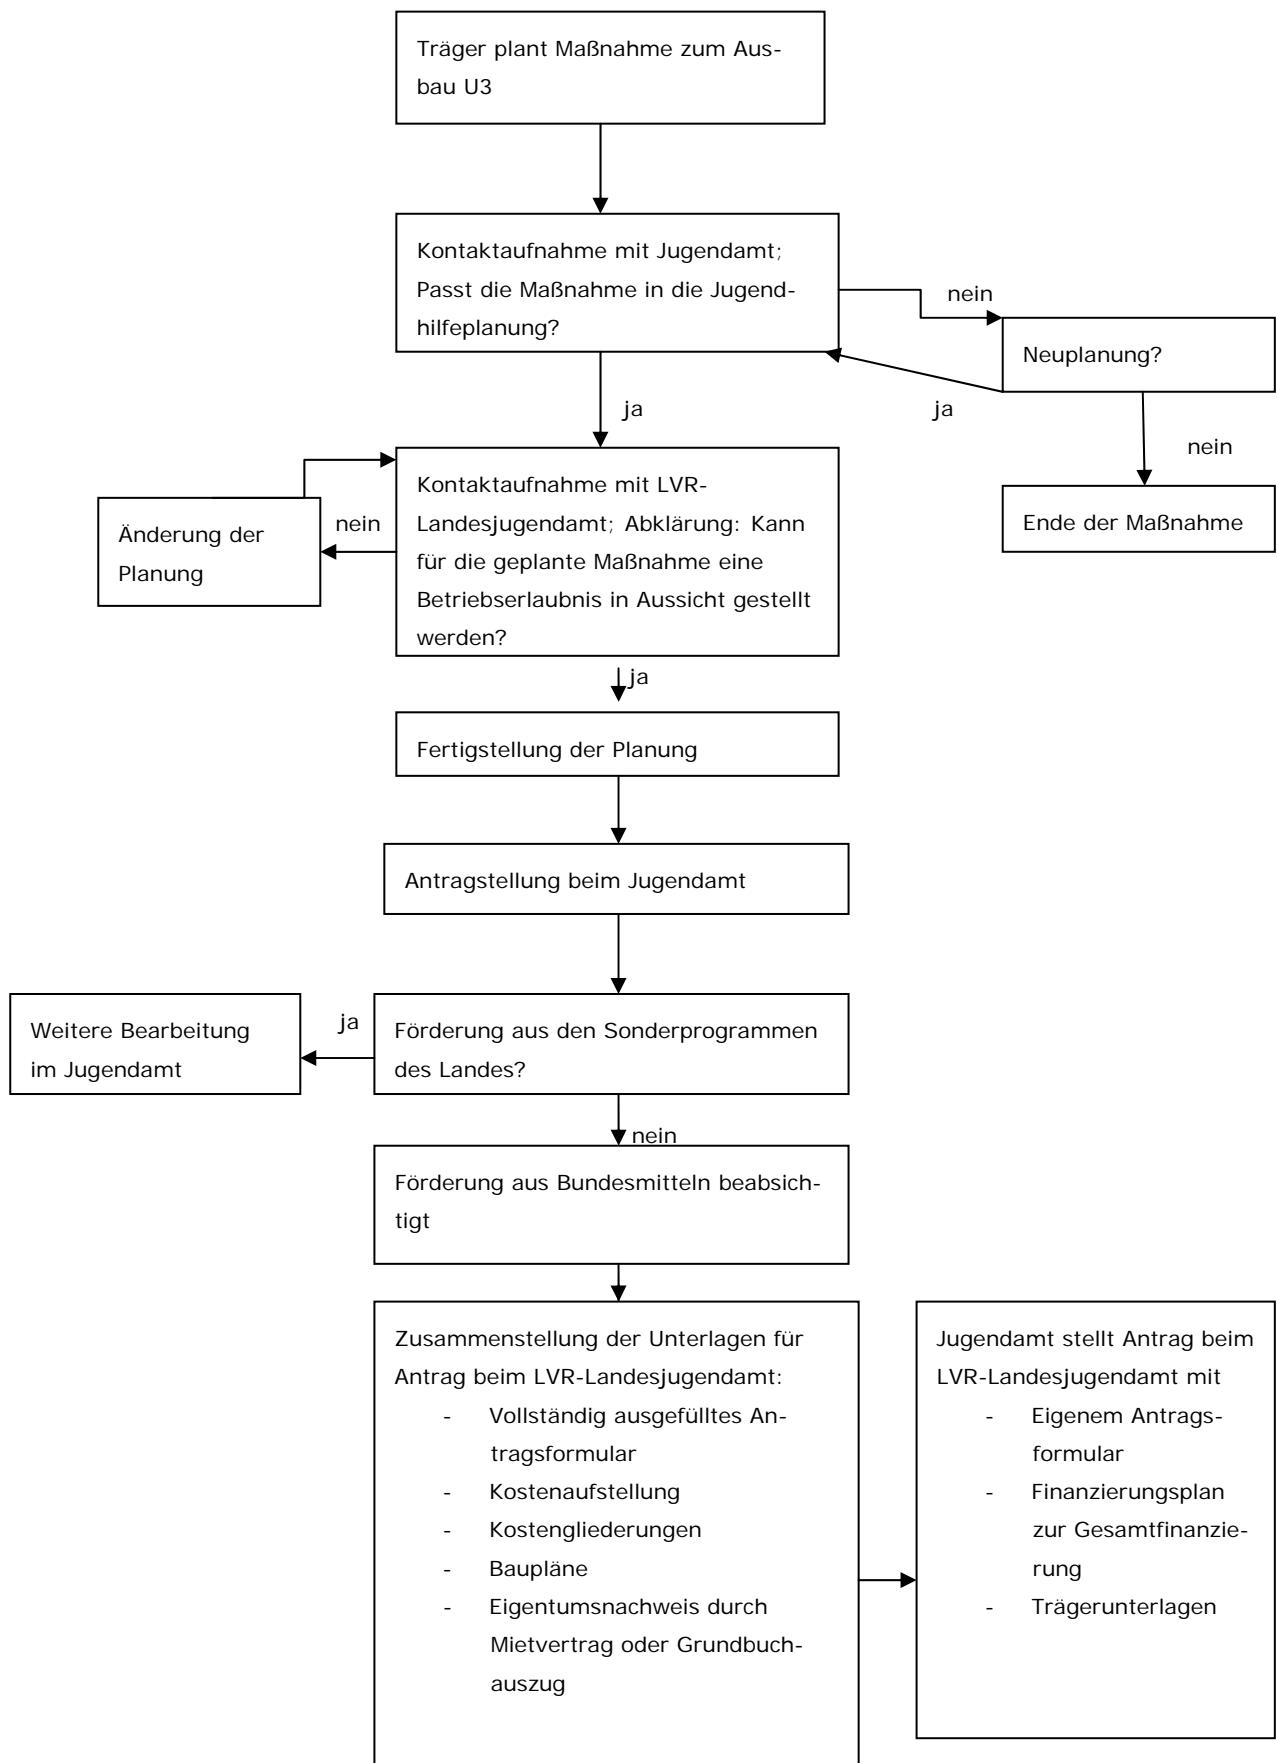 Träger plant Maßnahme zum Aus-
bau U3
Kontaktaufnahme mit Jugendamt;
Passt die Maßnahme in die Jugend-
hilfeplanung?
nein
Neuplanung?
ja
ja
nein
Kontaktaufnahme mit LVR-
Landesjugendamt; Abklärung: Kann
für die geplante Maßnahme eine
Betriebserlaubnis in Aussicht gestellt
werden?
nein
Änderung der
Planung
Ende der Maßnahme
ja
Fertigstellung der Planung
Antragstellung beim Jugendamt
Weitere Bearbeitung
im Jugendamt
ja
Förderung aus den Sonderprogrammen
des Landes?
nein
Förderung aus Bundesmitteln beabsich-
tigt
Zusammenstellung der Unterlagen für
Antrag beim LVR-Landesjugendamt:
- Vollständig ausgefülltes An-
tragsformular
- Kostenaufstellung
- Kostengliederungen
- Baupläne
- Eigentumsnachweis durch
Mietvertrag oder Grundbuch-
auszug
Jugendamt stellt Antrag beim
LVR-Landesjugendamt mit
- Eigenem Antrags-
formular
- Finanzierungsplan
zur Gesamtfinanzie-
rung
- Trägerunterlagen